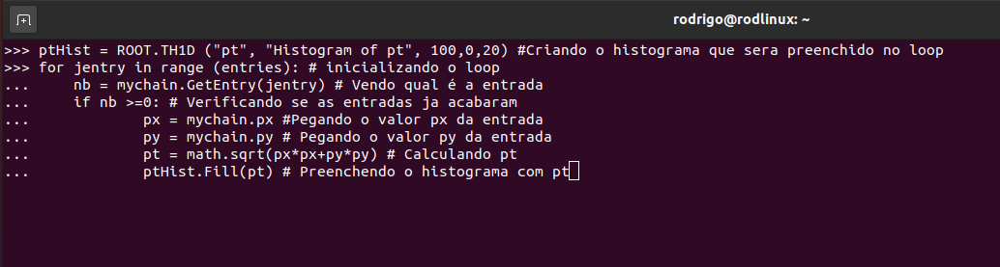 rodrigo@rodlinux: ~
>>> ptHist = ROOT.TH1D ("pt", "Histogram of pt", 100,0,20) #Criando o histograma que sera preenchido no loop
>>> for jentry in range (entries): # inicializando o loop
...     nb = mychain.GetEntry(jentry) # Vendo qual é a entrada
...     if nb >=0: # Verificando se as entradas ja acabaram
...             px = mychain.px #Pegando o valor px da entrada
...             py = mychain.py # Pegando o valor py da entrada
...             pt = math.sqrt(px*px+py*py) # Calculando pt
...             ptHist.Fill(pt) # Preenchendo o histograma com pt